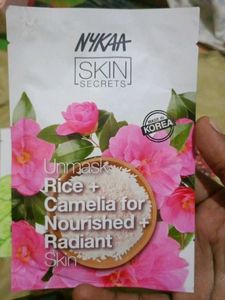 NYKAA
SKIN
SECRETS
MADE IN
KOREA
Unmask
Rice +
Camelia for
Nourished +
Radiant
Skin